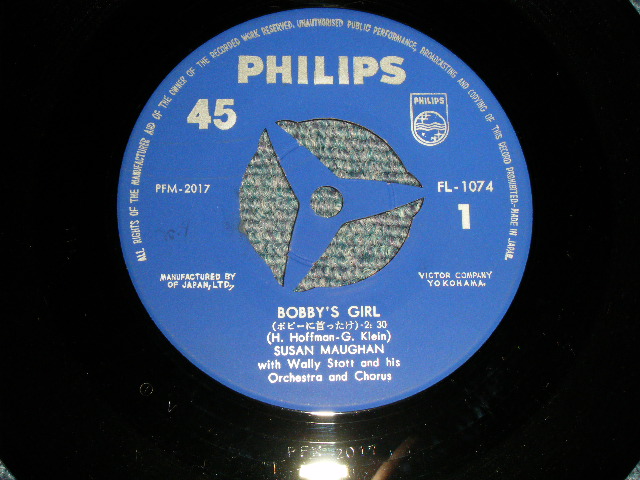 ALL RIGHTS OF THE MANUFACTURER AND OF THE OWNER OF THE RECORDED WORK RESERVED. UNAUTHORISED PUBLIC PERFORMANCE, BROADCASTING AND COPYING OF THIS RECORD PROHIBITED-MADE IN JAPAN.
PHILIPS
45
PHILIPS
PFM-2017
FL-1074
1
MANUFACTURED BY VICTOR COMPANY
OF JAPAN, LTD., YOKOHAMA.
BOBBY'S GIRL
(ボビーに首ったけ)-2:30
(H. Hoffman-G. Klein)
SUSAN MAUGHAN
with Wally Stott and his
Orchestra and Chorus
PFM 2017